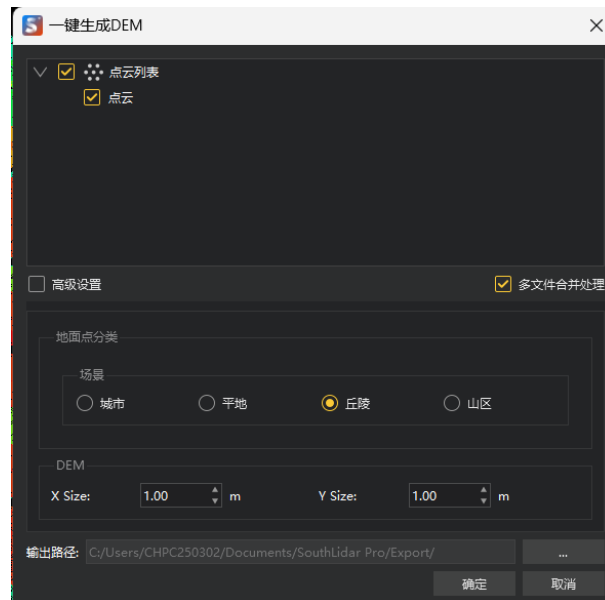 一键生成DEM
点云列表
点云
高级设置 多文件合并处理
地面点分类
场景
城市 平地 丘陵 山区
DEM
X Size: 1.00 m Y Size: 1.00 m
输出路径: C:/Users/CHPC250302/Documents/SouthLidar Pro/Export/ ...
确定 取消